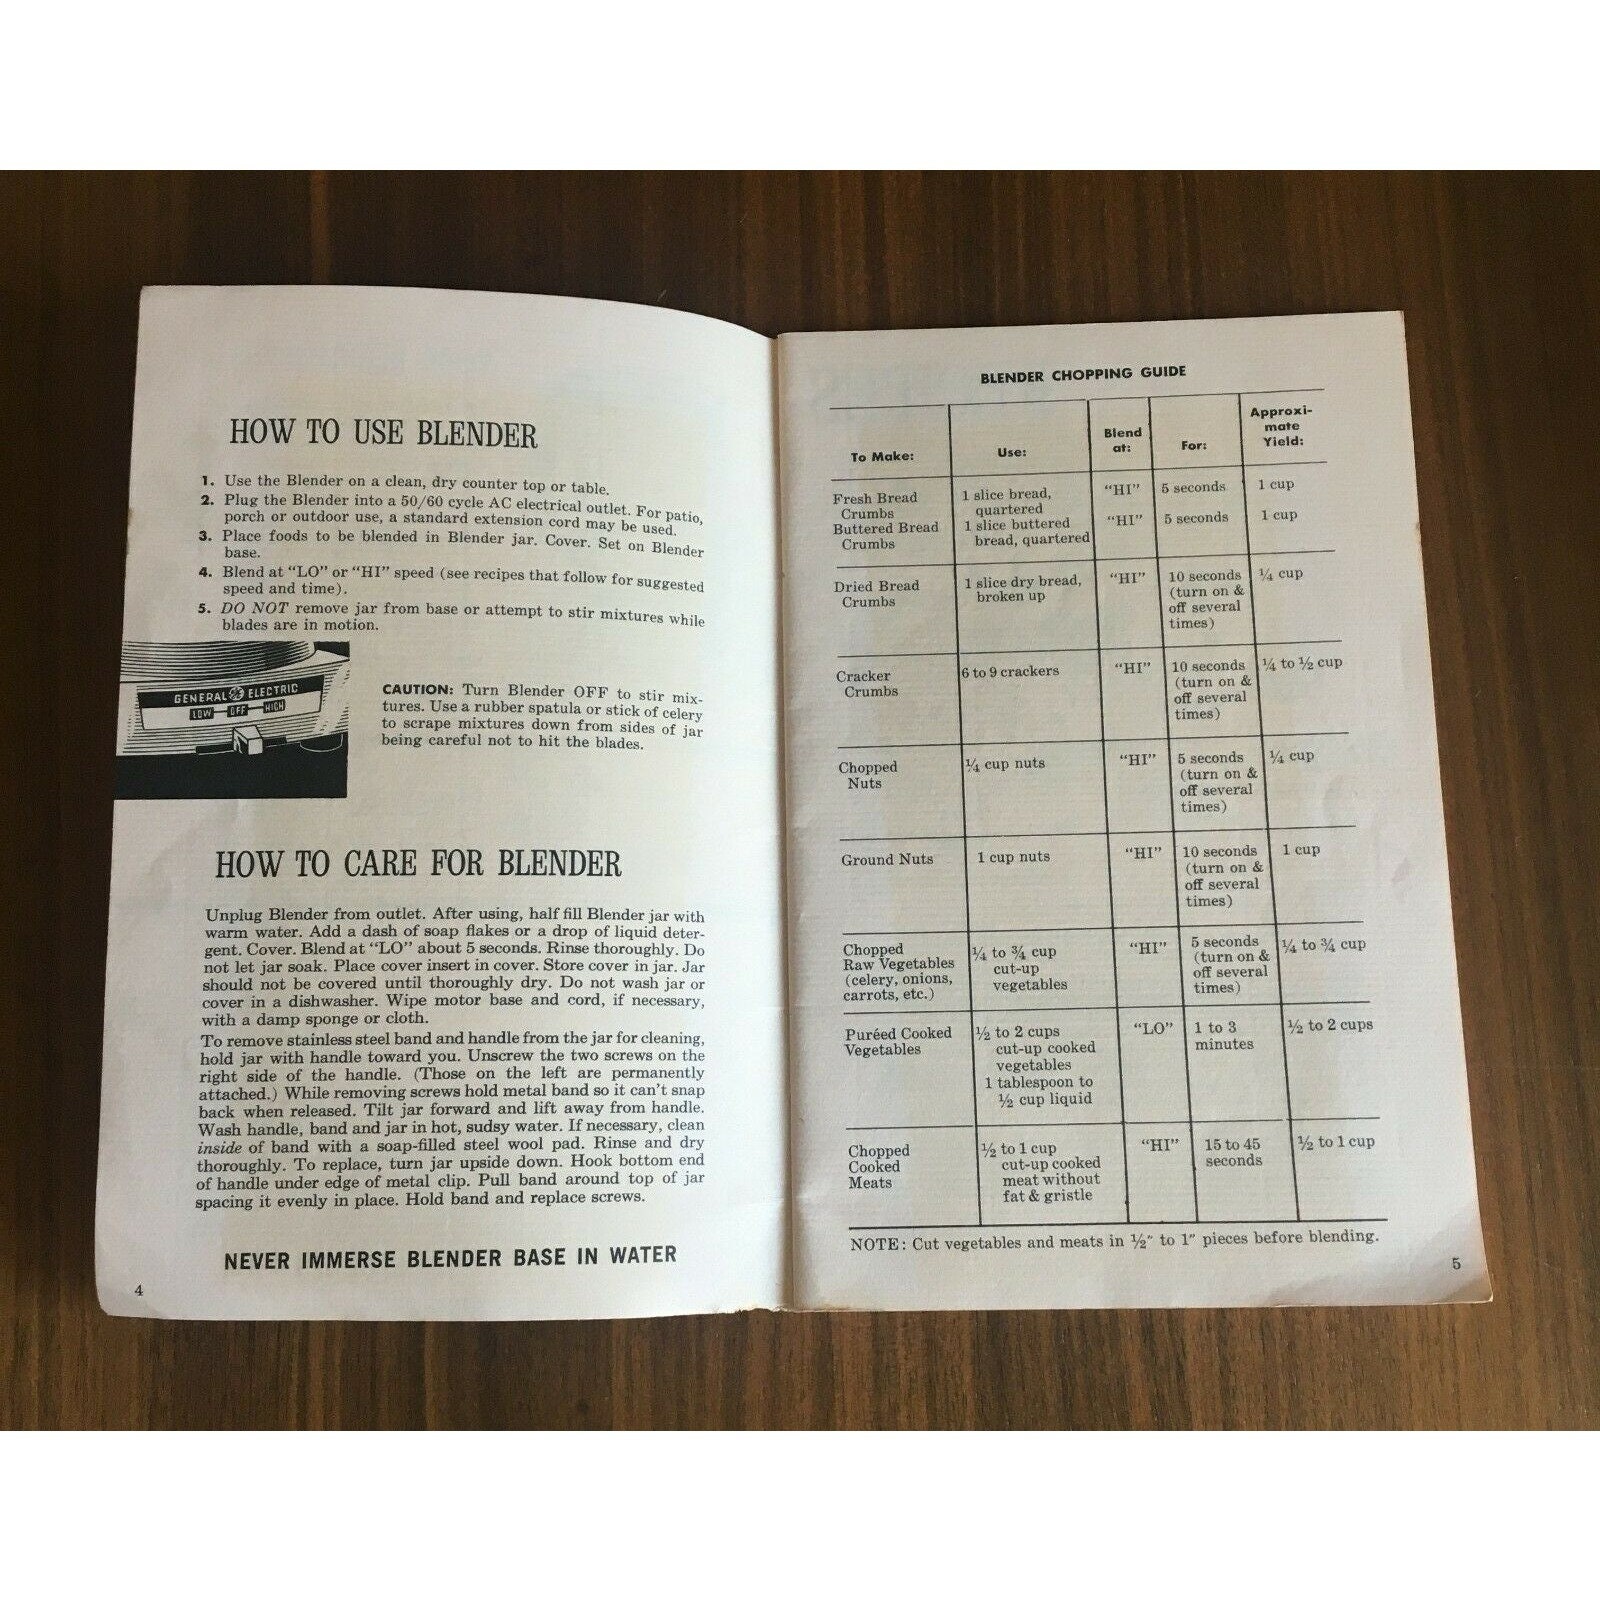 HOW TO USE BLENDER
1. Use the Blender on a clean, dry counter top or table.
2. Plug the Blender into a 50/60 cycle AC electrical outlet. For patio,
porch or outdoor use, a standard extension cord may be used.
3. Place foods to be blended in Blender jar. Cover. Set on Blender
base.
4. Blend at "LO" or "HI" speed (see recipes that follow for suggested
speed and time).
5. DO NOT remove jar from base or attempt to stir mixtures while
blades are in motion.
GENERAL GE ELECTRIC
LOW OFF HIGH
CAUTION: Turn Blender OFF to stir mix-
tures. Use a rubber spatula or stick of celery
to scrape mixtures down from sides of jar
being careful not to hit the blades.
HOW TO CARE FOR BLENDER
Unplug Blender from outlet. After using, half fill Blender jar with
warm water. Add a dash of soap flakes or a drop of liquid deter-
gent. Cover. Blend at "LO" about 5 seconds. Rinse thoroughly. Do
not let jar soak. Place cover insert in cover. Store cover in jar. Jar
should not be covered until thoroughly dry. Do not wash jar or
cover in a dishwasher. Wipe motor base and cord, if necessary,
with a damp sponge or cloth.
To remove stainless steel band and handle from the jar for cleaning,
hold jar with handle toward you. Unscrew the two screws on the
right side of the handle. (Those on the left are permanently
attached.) While removing screws hold metal band so it can't snap
back when released. Tilt jar forward and lift away from handle.
Wash handle, band and jar in hot, sudsy water. If necessary, clean
inside of band with a soap-filled steel wool pad. Rinse and dry
thoroughly. To replace, turn jar upside down. Hook bottom end
of handle under edge of metal clip. Pull band around top of jar
spacing it evenly in place. Hold band and replace screws.
NEVER IMMERSE BLENDER BASE IN WATER
4
BLENDER CHOPPING GUIDE
To Make: Use: Blend at: For: Approxi-
mate
Yield:
Fresh Bread 1 slice bread, "HI" 5 seconds 1 cup
Crumbs quartered
Buttered Bread 1 slice buttered "HI" 5 seconds 1 cup
Crumbs bread, quartered
Dried Bread 1 slice dry bread, "HI" 10 seconds ¼ cup
Crumbs broken up (turn on &
off several
times)
Cracker 6 to 9 crackers "HI" 10 seconds ¼ to ½ cup
Crumbs (turn on &
off several
times)
Chopped ¼ cup nuts "HI" 5 seconds ¼ cup
Nuts (turn on &
off several
times)
Ground Nuts 1 cup nuts "HI" 10 seconds 1 cup
(turn on &
off several
times)
Chopped ¼ to ¾ cup "HI" 5 seconds ¼ to ¾ cup
Raw Vegetables cut-up (turn on &
(celery, onions, vegetables off several
carrots, etc.) times)
Puréed Cooked ½ to 2 cups "LO" 1 to 3 ½ to 2 cups
Vegetables cut-up cooked minutes
vegetables
1 tablespoon to
½ cup liquid
Chopped ½ to 1 cup "HI" 15 to 45 ½ to 1 cup
Cooked cut-up cooked seconds
Meats meat without
fat & gristle
NOTE: Cut vegetables and meats in ½" to 1" pieces before blending.
5